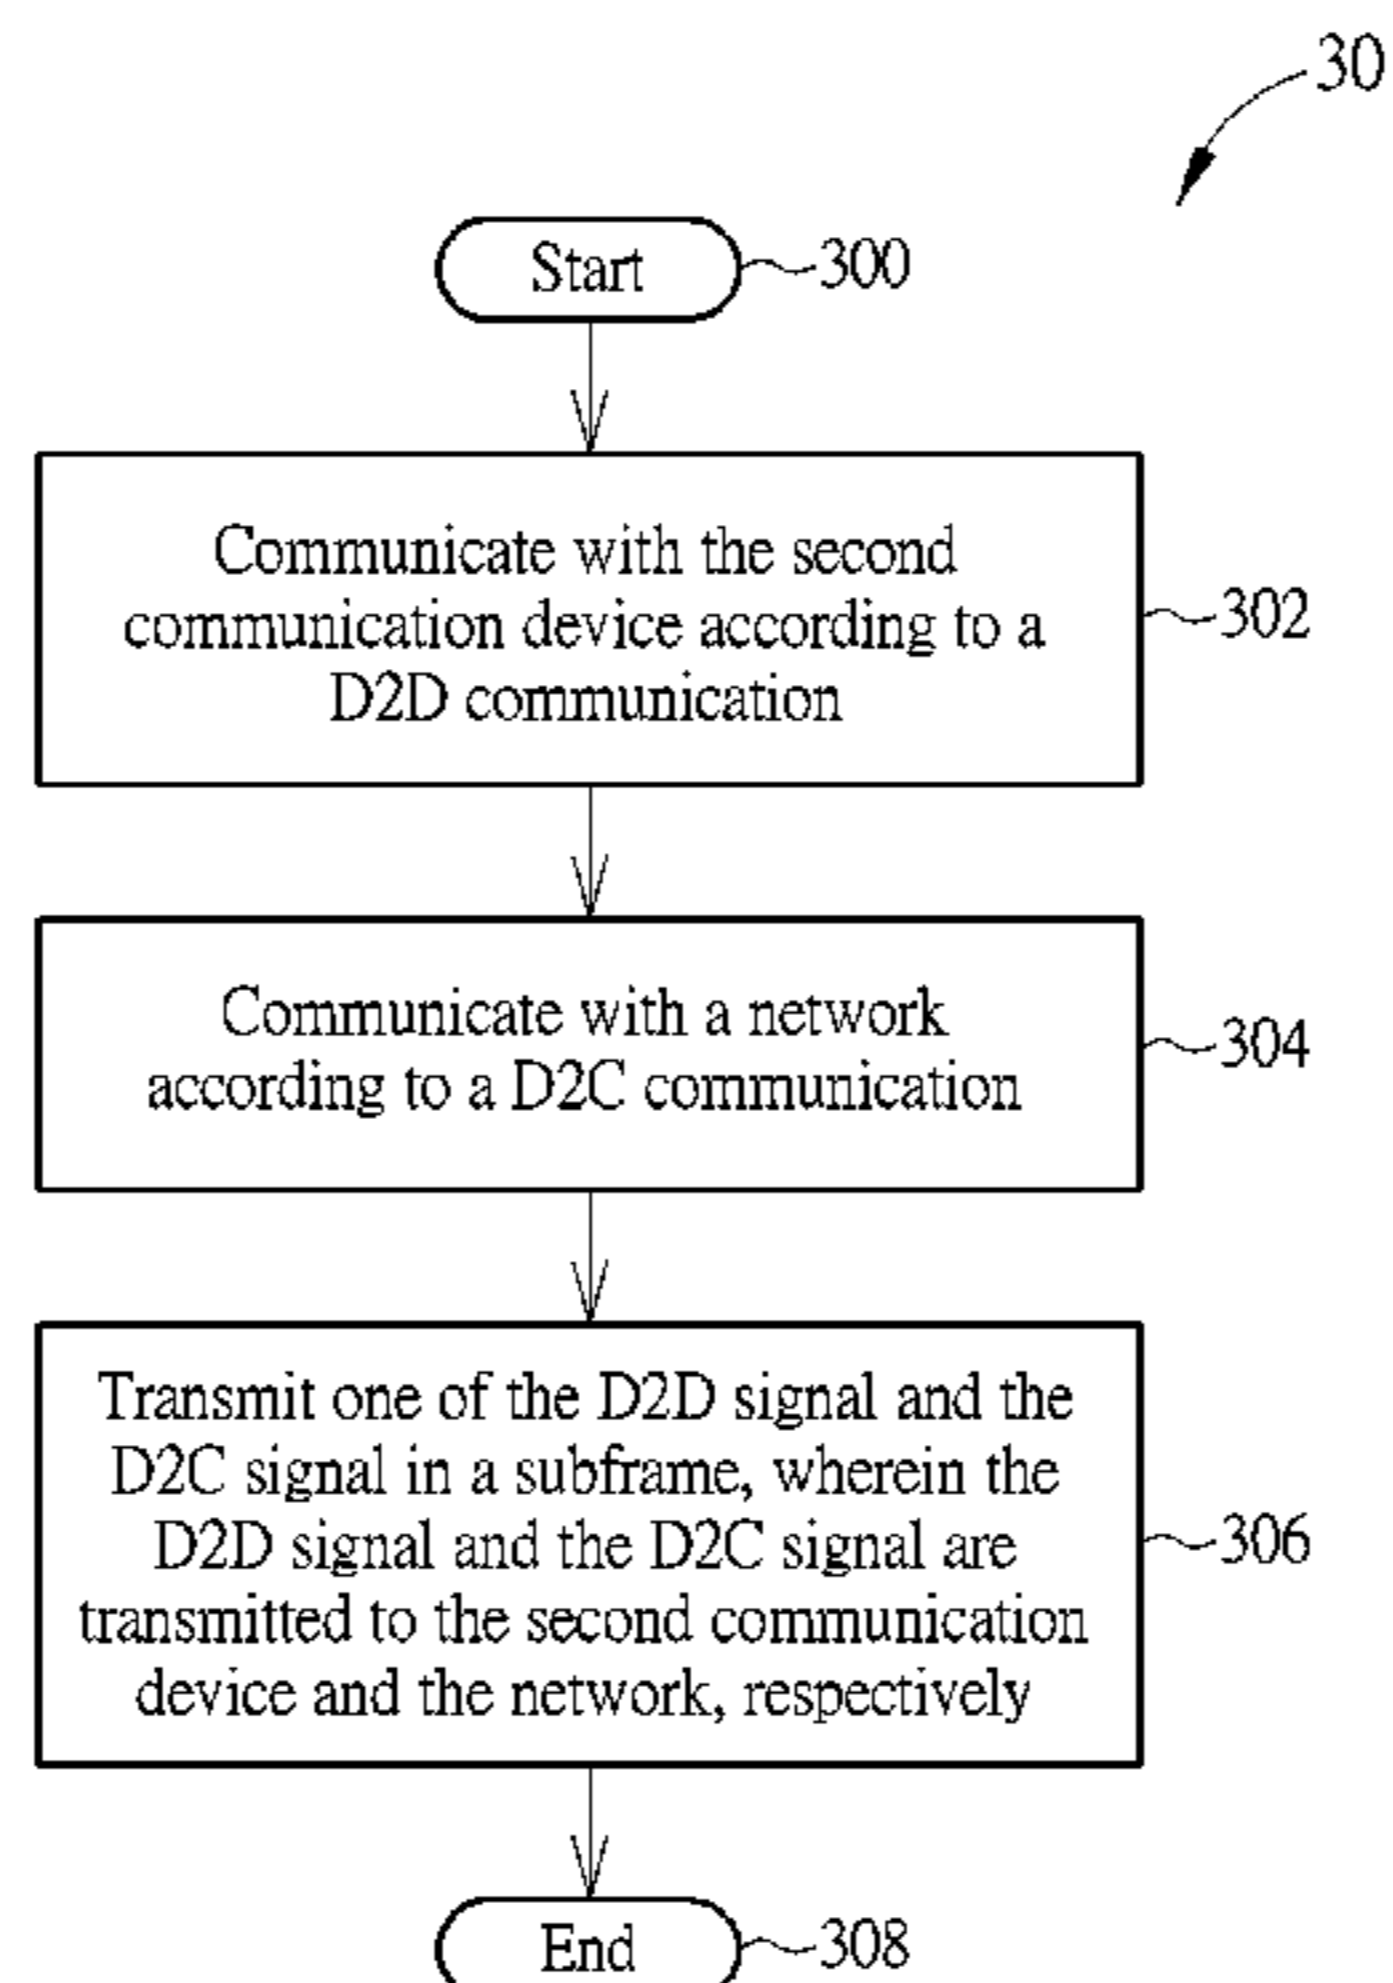 30
Start
300
Communicate with the second
communication device according to a
D2D communication
302
Communicate with a network
according to a D2C communication
304
Transmit one of the D2D signal and the
D2C signal in a subframe, wherein the
D2D signal and the D2C signal are
transmitted to the second communication
device and the network, respectively
306
End
308